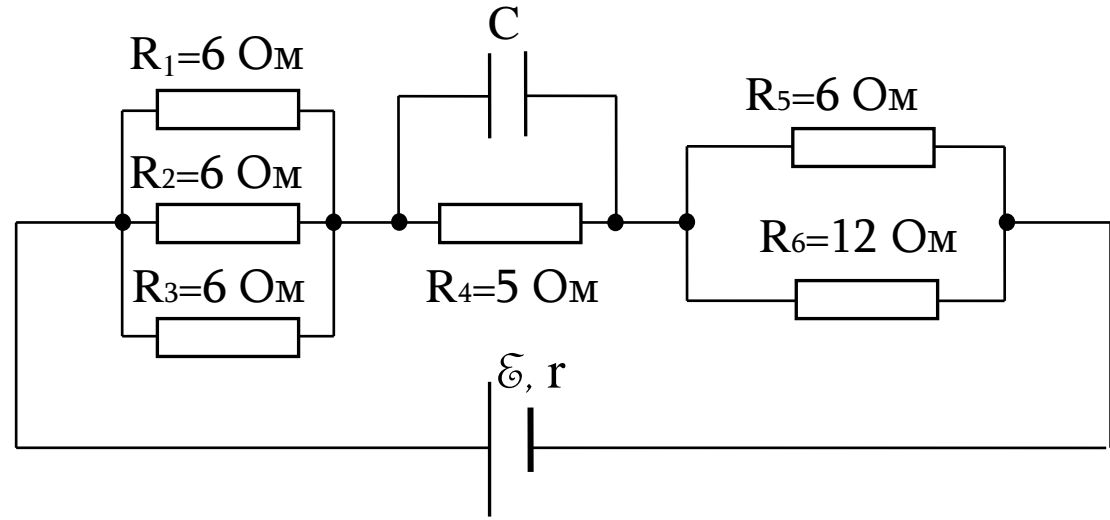 C
R₁=6 Ом
R5=6 Ом
R2=6 Ом
R6=12 Ом
R3=6 Ом
R4=5 Ом
ℰ, r